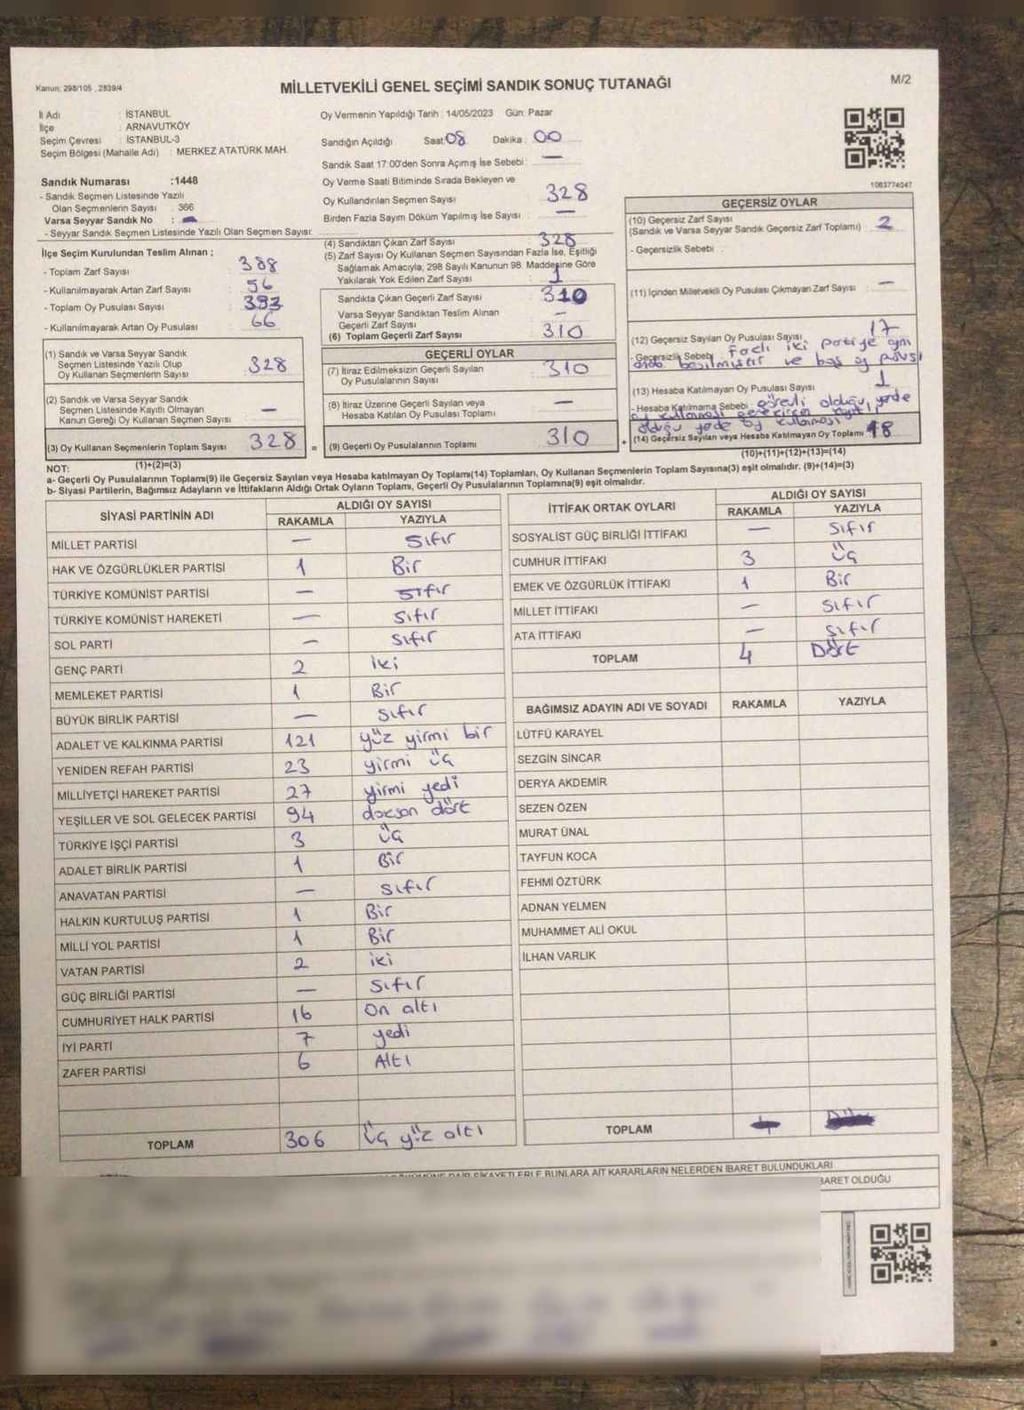 Kanun: 298/105 , 2839/4
MİLLETVEKİLİ GENEL SEÇİMİ SANDIK SONUÇ TUTANAĞI
M/2
İl Adı : İSTANBUL
İlçe : ARNAVUTKÖY
Seçim Çevresi : İSTANBUL-3
Seçim Bölgesi (Mahalle Adı) : MERKEZ ATATÜRK MAH.
Sandık Numarası :1448
- Sandık Seçmen Listesinde Yazılı
Olan Seçmenlerin Sayısı : 366
Varsa Seyyar Sandık No :
- Seyyar Sandık Seçmen Listesinde Yazılı Olan Seçmen Sayısı:
Oy Vermenin Yapıldığı Tarih : 14/05/2023 Gün: Pazar
Sandığın Açıldığı Saat: 08 Dakika : 00
Sandık Saat 17:00'den Sonra Açımış İse Sebebi: —
Oy Verme Saati Bitiminde Sırada Bekleyen ve
Oy Kullandırılan Seçmen Sayısı 328
Birden Fazla Sayım Döküm Yapılmış İse Sayısı —
1083774047
İlçe Seçim Kurulundan Teslim Alınan ;
- Toplam Zarf Sayısı 388
- Kullanılmayarak Artan Zarf Sayısı 56
- Toplam Oy Pusulası Sayısı
- Kullanılmayarak Artan Oy Pusulası 66
(1) Sandık ve Varsa Seyyar Sandık
Seçmen Listesinde Yazılı Olup
Oy Kullanan Seçmenlerin Sayısı 328
(2) Sandık ve Varsa Seyyar Sandık
Seçmen Listesinde Kayıtlı Olmayan
Kanun Gereği Oy Kullanan Seçmen Sayısı —
(3) Oy Kullanan Seçmenlerin Toplam Sayısı 328 =
(1)+(2)=(3)
(4) Sandıktan Çıkan Zarf Sayısı 328
(5) Zarf Sayısı Oy Kullanan Seçmen Sayısından Fazla İse, Eşitliği
Sağlamak Amacıyla, 298 Sayılı Kanunun 98. Maddesine Göre
Yakılarak Yok Edilen Zarf Sayısı 1
Sandıkta Çıkan Geçerli Zarf Sayısı 310
Varsa Seyyar Sandıktan Teslim Alınan
Geçerli Zarf Sayısı —
(6) Toplam Geçerli Zarf Sayısı 310
GEÇERLİ OYLAR
(7) İtiraz Edilmeksizin Geçerli Sayılan
Oy Pusulalarının Sayısı 310
(8) İtiraz Üzerine Geçerli Sayılan veya
Hesaba Katılan Oy Pusulası Toplamı —
(9) Geçerli Oy Pusulalarının Toplamı 310 +
GEÇERSİZ OYLAR
(10) Geçersiz Zarf Sayısı
(Sandık ve Varsa Seyyar Sandık Geçersiz Zarf Toplamı) 2
- Geçersizlik Sebebi :
(11) İçinden Milletvekili Oy Pusulası Çıkmayan Zarf Sayısı —
(12) Geçersiz Sayılan Oy Pusulası Sayısı 17
- Geçersizlik Sebebi iki partiye aynı
basılmıştır ve boş oy
(13) Hesaba Katılmayan Oy Pusulası Sayısı 1
- Hesaba Katılmama Sebebi : görevli olduğu yerde
oy kullanması gerekirken kayıtlı
olduğu yerde oy kullanması
(14) Geçersiz Sayılan veya Hesaba Katılmayan Oy Toplamı 18
(10)+(11)+(12)+(13)=(14)
NOT:
a- Geçerli Oy Pusulalarının Toplam(9) ile Geçersiz Sayılan veya Hesaba katılmayan Oy Toplam(14) Toplamları, Oy Kullanan Seçmenlerin Toplam Sayısına(3) eşit olmalıdır. (9)+(14)=(3)
b- Siyasi Partilerin, Bağımsız Adayların ve İttifakların Aldığı Ortak Oyların Toplamı, Geçerli Oy Pusulalarının Toplamına(9) eşit olmalıdır.
SİYASİ PARTİNİN ADI ALDIĞI OY SAYISI
RAKAMLA YAZIYLA
MİLLET PARTİSİ — Sıfır
HAK VE ÖZGÜRLÜKLER PARTİSİ 1 Bir
TÜRKİYE KOMÜNİST PARTİSİ — sıfır
TÜRKİYE KOMÜNİST HAREKETİ — Sıfır
SOL PARTİ — Sıfır
GENÇ PARTİ 2 iki
MEMLEKET PARTİSİ 1 Bir
BÜYÜK BİRLİK PARTİSİ — Sıfır
ADALET VE KALKINMA PARTİSİ 121 yüz yirmi bir
YENİDEN REFAH PARTİSİ 23 yirmi üç
MİLLİYETÇİ HAREKET PARTİSİ 27 yirmi yedi
YEŞİLLER VE SOL GELECEK PARTİSİ 94 doksan dört
TÜRKİYE İŞÇİ PARTİSİ 3 üç
ADALET BİRLİK PARTİSİ 1 Bir
ANAVATAN PARTİSİ — Sıfır
HALKIN KURTULUŞ PARTİSİ 1 Bir
MİLLİ YOL PARTİSİ 1 Bir
VATAN PARTİSİ 2 iki
GÜÇ BİRLİĞİ PARTİSİ — Sıfır
CUMHURİYET HALK PARTİSİ 16 On altı
İYİ PARTİ 7 yedi
ZAFER PARTİSİ 6 Altı
TOPLAM 306 üç yüz altı
İTTİFAK ORTAK OYLARI ALDIĞI OY SAYISI
RAKAMLA YAZIYLA
SOSYALİST GÜÇ BİRLİĞİ İTTİFAKI — Sıfır
CUMHUR İTTİFAKI 3 üç
EMEK VE ÖZGÜRLÜK İTTİFAKI 1 Bir
MİLLET İTTİFAKI — Sıfır
ATA İTTİFAKI — Sıfır
TOPLAM 4 Dört
BAĞIMSIZ ADAYIN ADI VE SOYADI RAKAMLA YAZIYLA
LÜTFÜ KARAYEL
SEZGİN SİNCAR
DERYA AKDEMİR
SEZEN ÖZEN
MURAT ÜNAL
TAYFUN KOCA
FEHMİ ÖZTÜRK
ADNAN YELMEN
MUHAMMET ALİ OKUL
İLHAN VARLIK
TOPLAM
ŞİKAYETLERLE BUNLARA AİT KARARLARIN NELERDEN İBARET BULUNDUKLARI
İBARET OLDUĞU